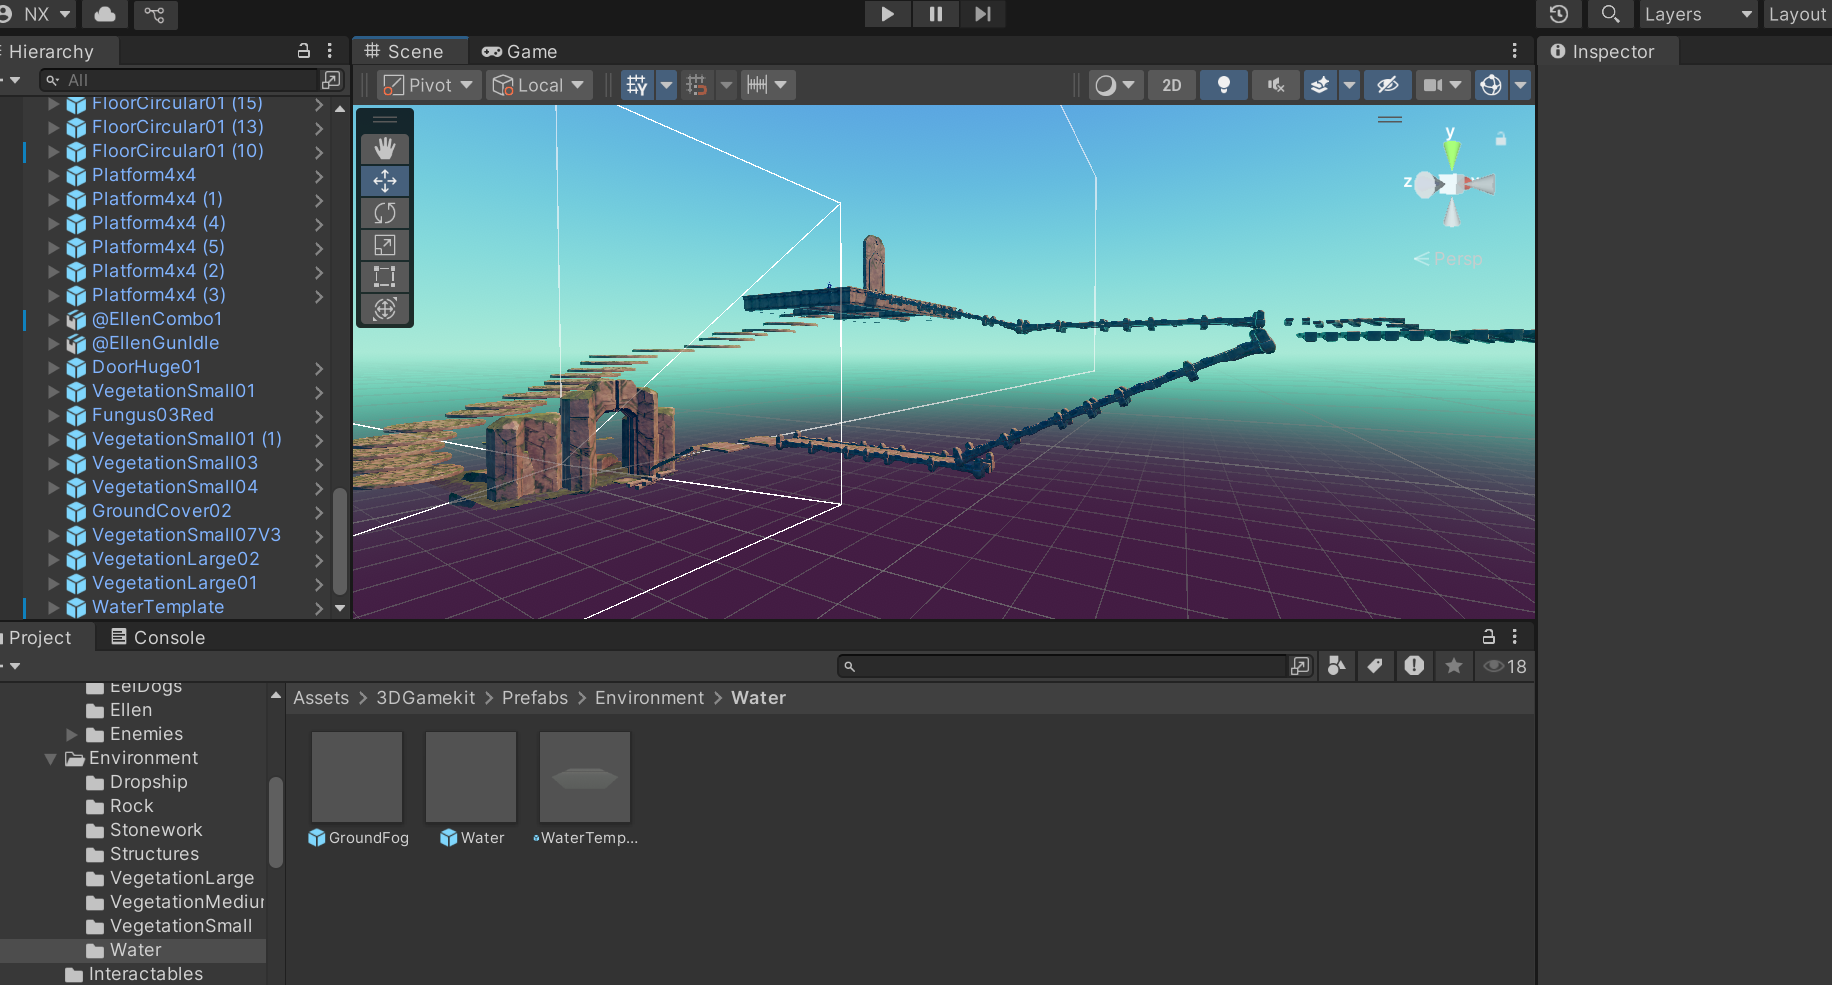 NX
Layers
Layout
Hierarchy
Scene
Game
Inspector
All
Pivot
Local
2D
FloorCircular01 (15)
FloorCircular01 (13)
FloorCircular01 (10)
Platform4x4
Platform4x4 (1)
Platform4x4 (4)
Platform4x4 (5)
Platform4x4 (2)
Platform4x4 (3)
@EllenCombo1
@EllenGunIdle
DoorHuge01
VegetationSmall01
Fungus03Red
VegetationSmall01 (1)
VegetationSmall03
VegetationSmall04
GroundCover02
VegetationSmall07V3
VegetationLarge02
VegetationLarge01
WaterTemplate
y
z
Persp
Project
Console
18
EelDogs
Ellen
Enemies
Environment
Dropship
Rock
Stonework
Structures
VegetationLarge
VegetationMediur
VegetationSmall
Water
Interactables
Assets > 3DGamekit > Prefabs > Environment > Water
GroundFog
Water
WaterTemp...